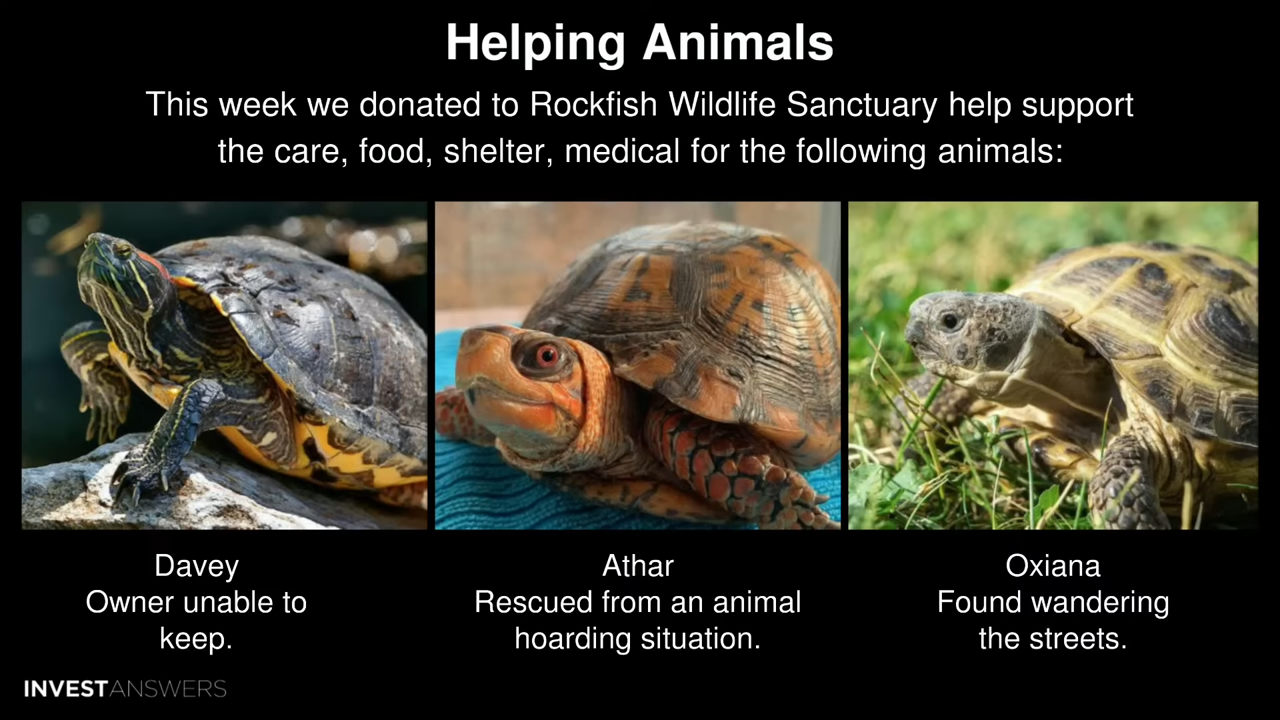 Helping Animals
This week we donated to Rockfish Wildlife Sanctuary help support
the care, food, shelter, medical for the following animals:
Davey
Owner unable to
keep.
Athar
Rescued from an animal
hoarding situation.
Oxiana
Found wandering
the streets.
INVESTANSWERS